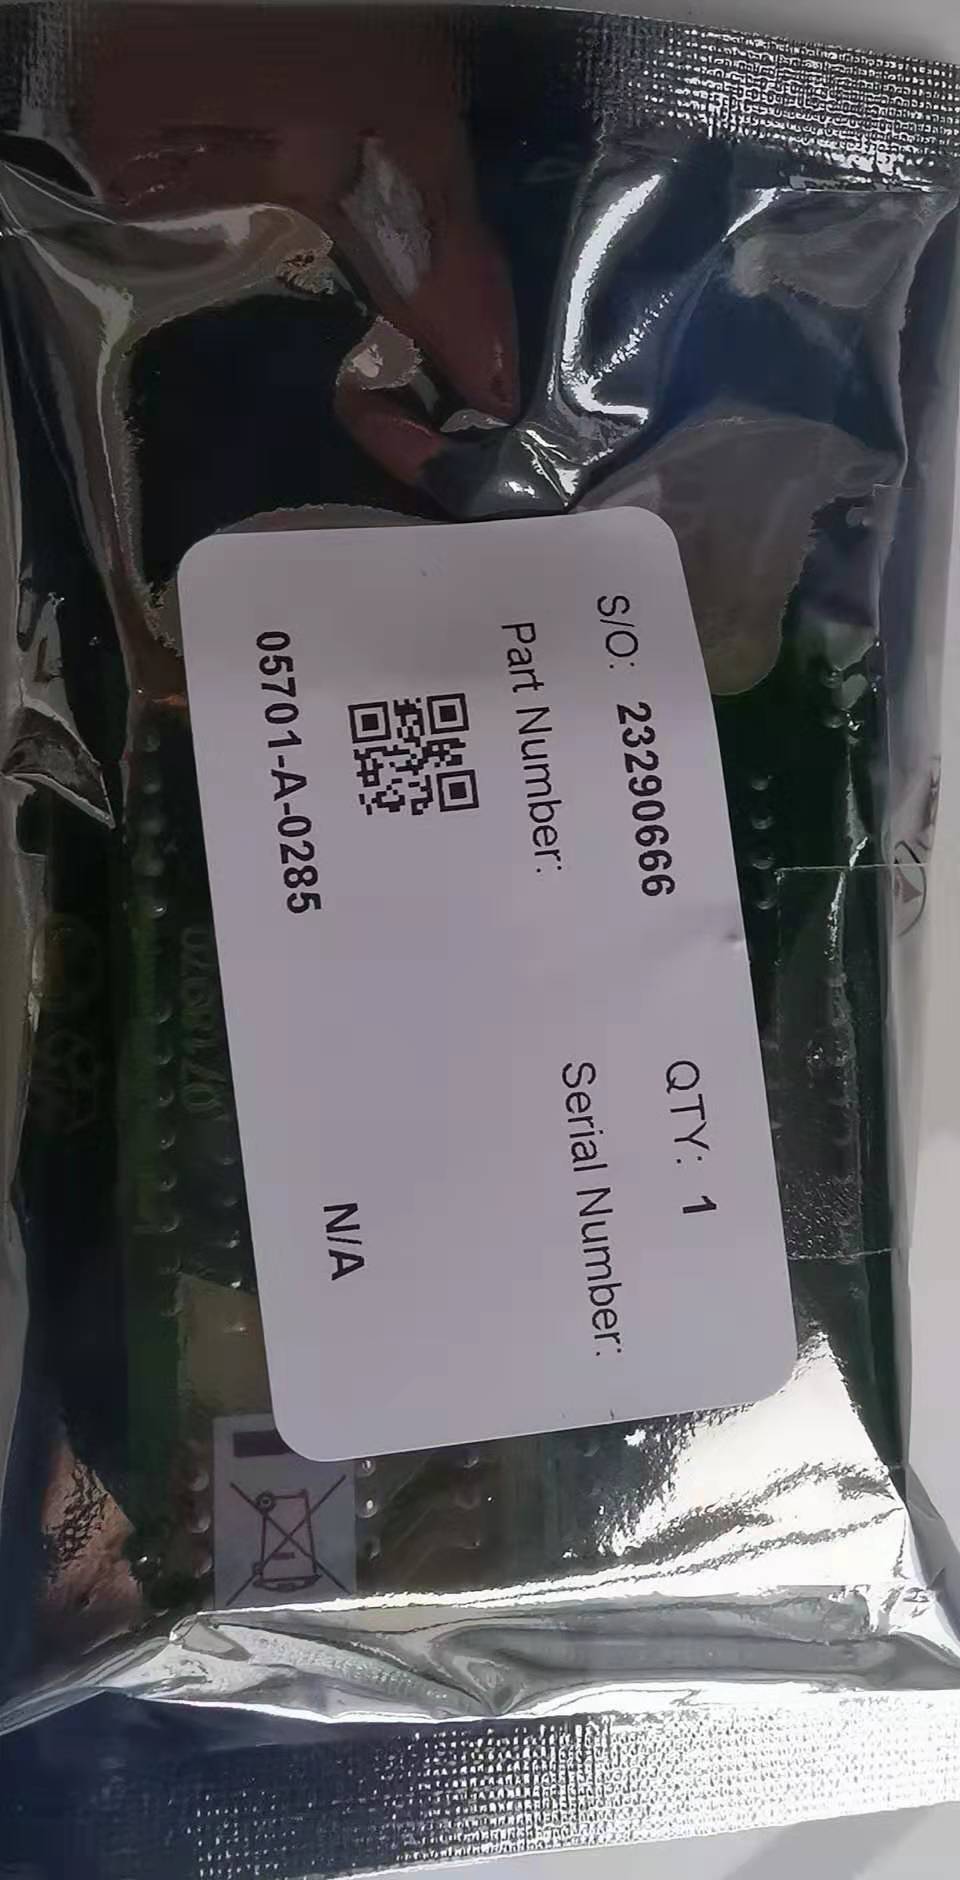 S/O: 23290666 QTY: 1
Part Number: Serial Number:
05701-A-0285 N/A